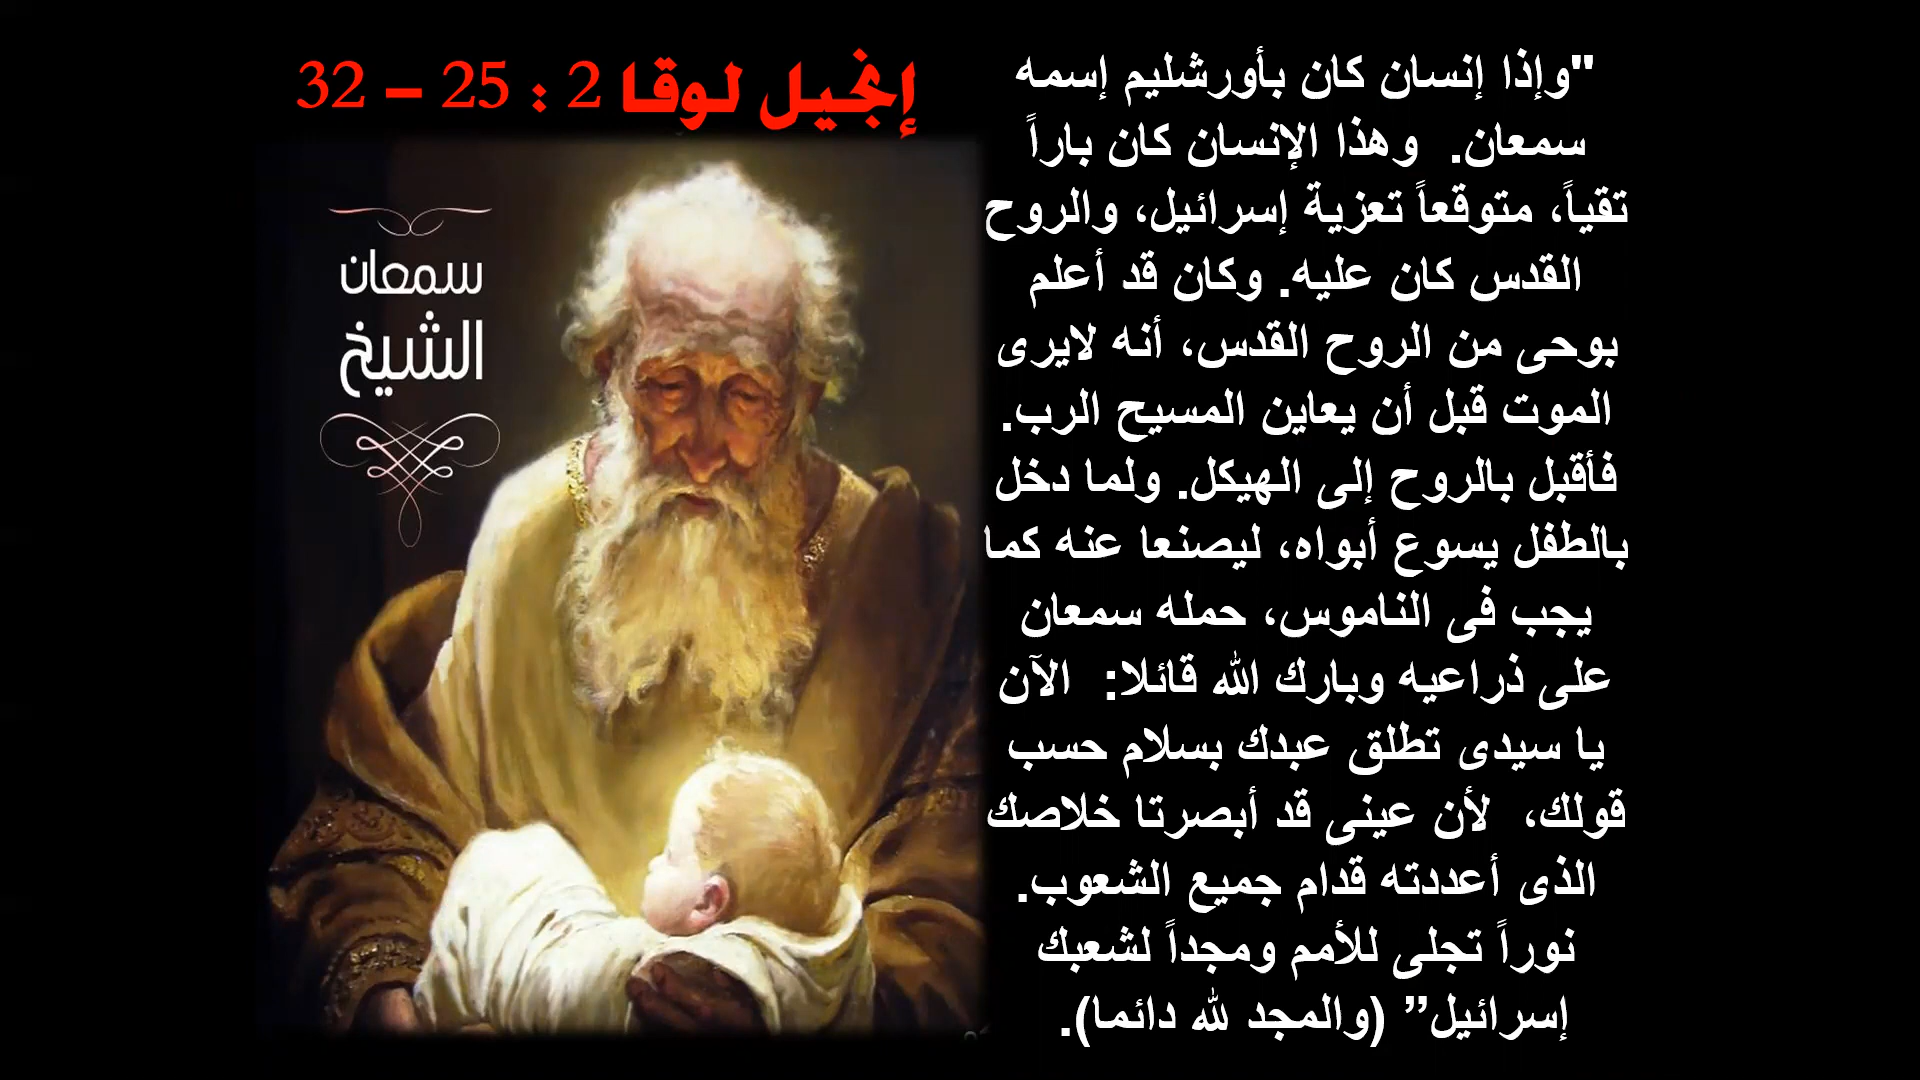 إنجيل لوقا 2 : 25 – 32
سمعان
الشيخ
"وإذا إنسان كان بأورشليم إسمه
سمعان. وهذا الإنسان كان باراً
تقياً، متوقعاً تعزية إسرائيل، والروح
القدس كان عليه. وكان قد أعلم
بوحى من الروح القدس، أنه لايرى
الموت قبل أن يعاين المسيح الرب.
فأقبل بالروح إلى الهيكل. ولما دخل
بالطفل يسوع أبواه، ليصنعا عنه كما
يجب فى الناموس، حمله سمعان
على ذراعيه وبارك الله قائلا: الآن
يا سيدى تطلق عبدك بسلام حسب
قولك، لأن عينى قد أبصرتا خلاصك
الذى أعددته قدام جميع الشعوب.
نوراً تجلى للأمم ومجداً لشعبك
إسرائيل” (والمجد لله دائما).